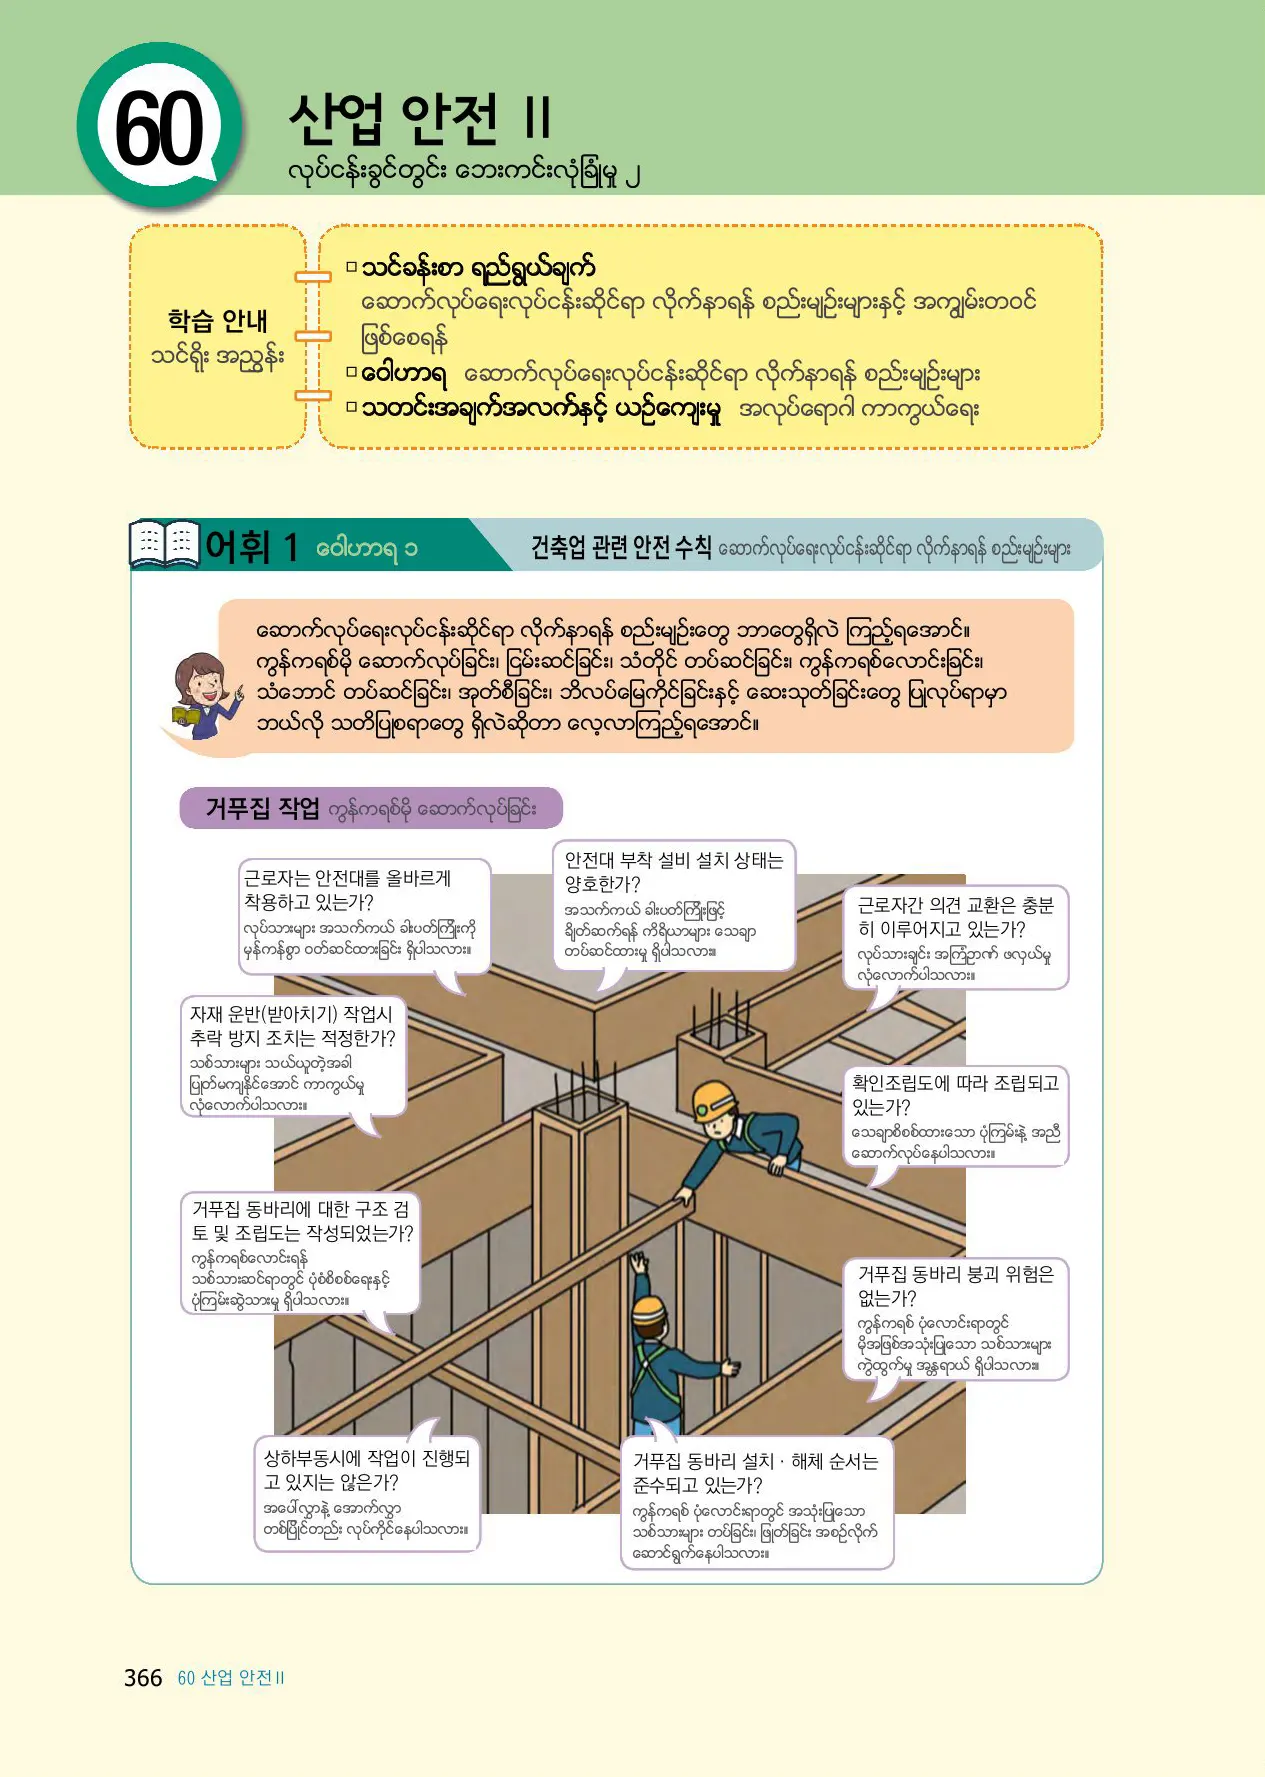 60
산업 안전 Ⅱ
လုပ်ငန်းခွင်တွင်း ဘေးကင်းလုံခြုံမှု ၂
학습 안내
သင်ရိုး အညွှန်း
□ သင်ခန်းစာ ရည်ရွယ်ချက်
ဆောက်လုပ်ရေးလုပ်ငန်းဆိုင်ရာ လိုက်နာရန် စည်းမျဉ်းများနှင့် အကျွမ်းတဝင်
ဖြစ်စေရန်
□ ဝေါဟာရ ဆောက်လုပ်ရေးလုပ်ငန်းဆိုင်ရာ လိုက်နာရန် စည်းမျဉ်းများ
□ သတင်းအချက်အလက်နှင့် ယဉ်ကျေးမှု အလုပ်ရောဂါ ကာကွယ်ရေး
어휘 1 ဝေါဟာရ ၁
건축업 관련 안전 수칙 ဆောက်လုပ်ရေးလုပ်ငန်းဆိုင်ရာ လိုက်နာရန် စည်းမျဉ်းများ
ဆောက်လုပ်ရေးလုပ်ငန်းဆိုင်ရာ လိုက်နာရန် စည်းမျဉ်းတွေ ဘာတွေရှိလဲ ကြည့်ရအောင်။
ကွန်ကရစ်မို ဆောက်လုပ်ခြင်း၊ ငြမ်းဆင်ခြင်း၊ သံတိုင် တပ်ဆင်ခြင်း၊ ကွန်ကရစ်လောင်းခြင်း၊
သံဘောင် တပ်ဆင်ခြင်း၊ အုတ်စီခြင်း၊ ဘိလပ်မြေကိုင်ခြင်းနှင့် ဆေးသုတ်ခြင်းတွေ ပြုလုပ်ရာမှာ
ဘယ်လို သတိပြုစရာတွေ ရှိလဲဆိုတာ လေ့လာကြည့်ရအောင်။
거푸집 작업 ကွန်ကရစ်မို ဆောက်လုပ်ခြင်း
근로자는 안전대를 올바르게
착용하고 있는가?
လုပ်သားများ အသက်ကယ် ခါးပတ်ကြိုးကို
မှန်ကန်စွာ ဝတ်ဆင်ထားခြင်း ရှိပါသလား။
안전대 부착 설비 설치 상태는
양호한가?
အသက်ကယ် ခါးပတ်ကြိုးဖြင့်
ချိတ်ဆက်ရန် ကိရိယာများ သေချာ
တပ်ဆင်ထားမှု ရှိပါသလား။
근로자간 의견 교환은 충분
히 이루어지고 있는가?
လုပ်သားချင်း အကြံဉာဏ် ဖလှယ်မှု
လုံလောက်ပါသလား။
자재 운반(받아치기) 작업시
추락 방지 조치는 적정한가?
သစ်သားများ သယ်ယူတဲ့အခါ
ပြုတ်မကျနိုင်အောင် ကာကွယ်မှု
လုံလောက်ပါသလား။
확인조립도에 따라 조립되고
있는가?
သေချာစိစစ်ထားသော ပုံကြမ်းနဲ့ အညီ
ဆောက်လုပ်နေပါသလား။
거푸집 동바리에 대한 구조 검
토 및 조립도는 작성되었는가?
ကွန်ကရစ်လောင်းရန်
သစ်သားဆင်ရာတွင် ပုံစံစိစစ်ရေးနှင့်
ပုံကြမ်းဆွဲသားမှု ရှိပါသလား။
거푸집 동바리 붕괴 위험은
없는가?
ကွန်ကရစ် ပုံလောင်းရာတွင်
မိုအဖြစ်အသုံးပြုသော သစ်သားများ
ကွဲထွက်မှု အန္တရာယ် ရှိပါသလား။
상하부동시에 작업이 진행되
고 있지는 않은가?
အပေါ်လွှာနဲ့ အောက်လွှာ
တစ်ပြိုင်တည်း လုပ်ကိုင်နေပါသလား။
거푸집 동바리 설치 · 해체 순서는
준수되고 있는가?
ကွန်ကရစ် ပုံလောင်းရာတွင် အသုံးပြုသော
သစ်သားများ တပ်ခြင်း၊ ဖြုတ်ခြင်း အစဉ်လိုက်
ဆောင်ရွက်နေပါသလား။
366 60 산업 안전Ⅱ